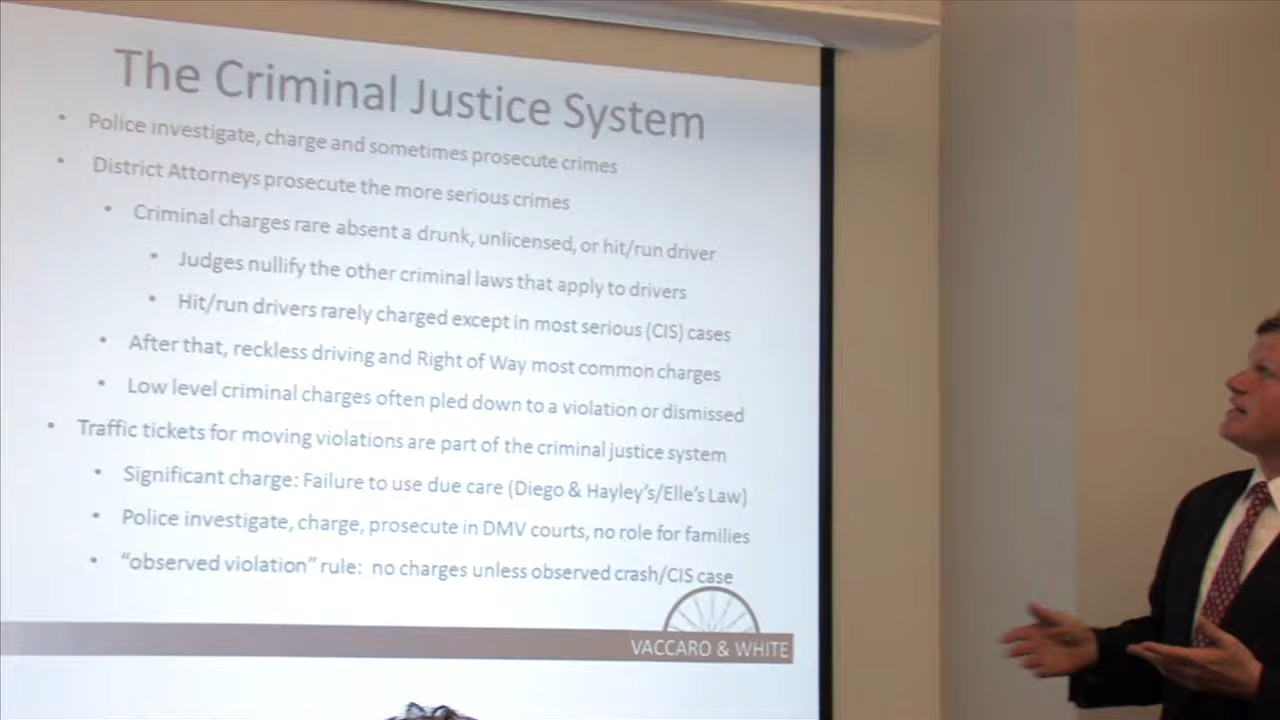 The Criminal Justice System
• Police investigate, charge and sometimes prosecute crimes
• District Attorneys prosecute the more serious crimes
• Criminal charges rare absent a drunk, unlicensed, or hit/run driver
• Judges nullify the other criminal laws that apply to drivers
• Hit/run drivers rarely charged except in most serious (CIS) cases
• After that, reckless driving and Right of Way most common charges
• Low level criminal charges often pled down to a violation or dismissed
• Traffic tickets for moving violations are part of the criminal justice system
• Significant charge: Failure to use due care (Diego & Hayley's/Elle's Law)
• Police investigate, charge, prosecute in DMV courts, no role for families
• “observed violation” rule: no charges unless observed crash/CIS case
VACCARO & WHITE